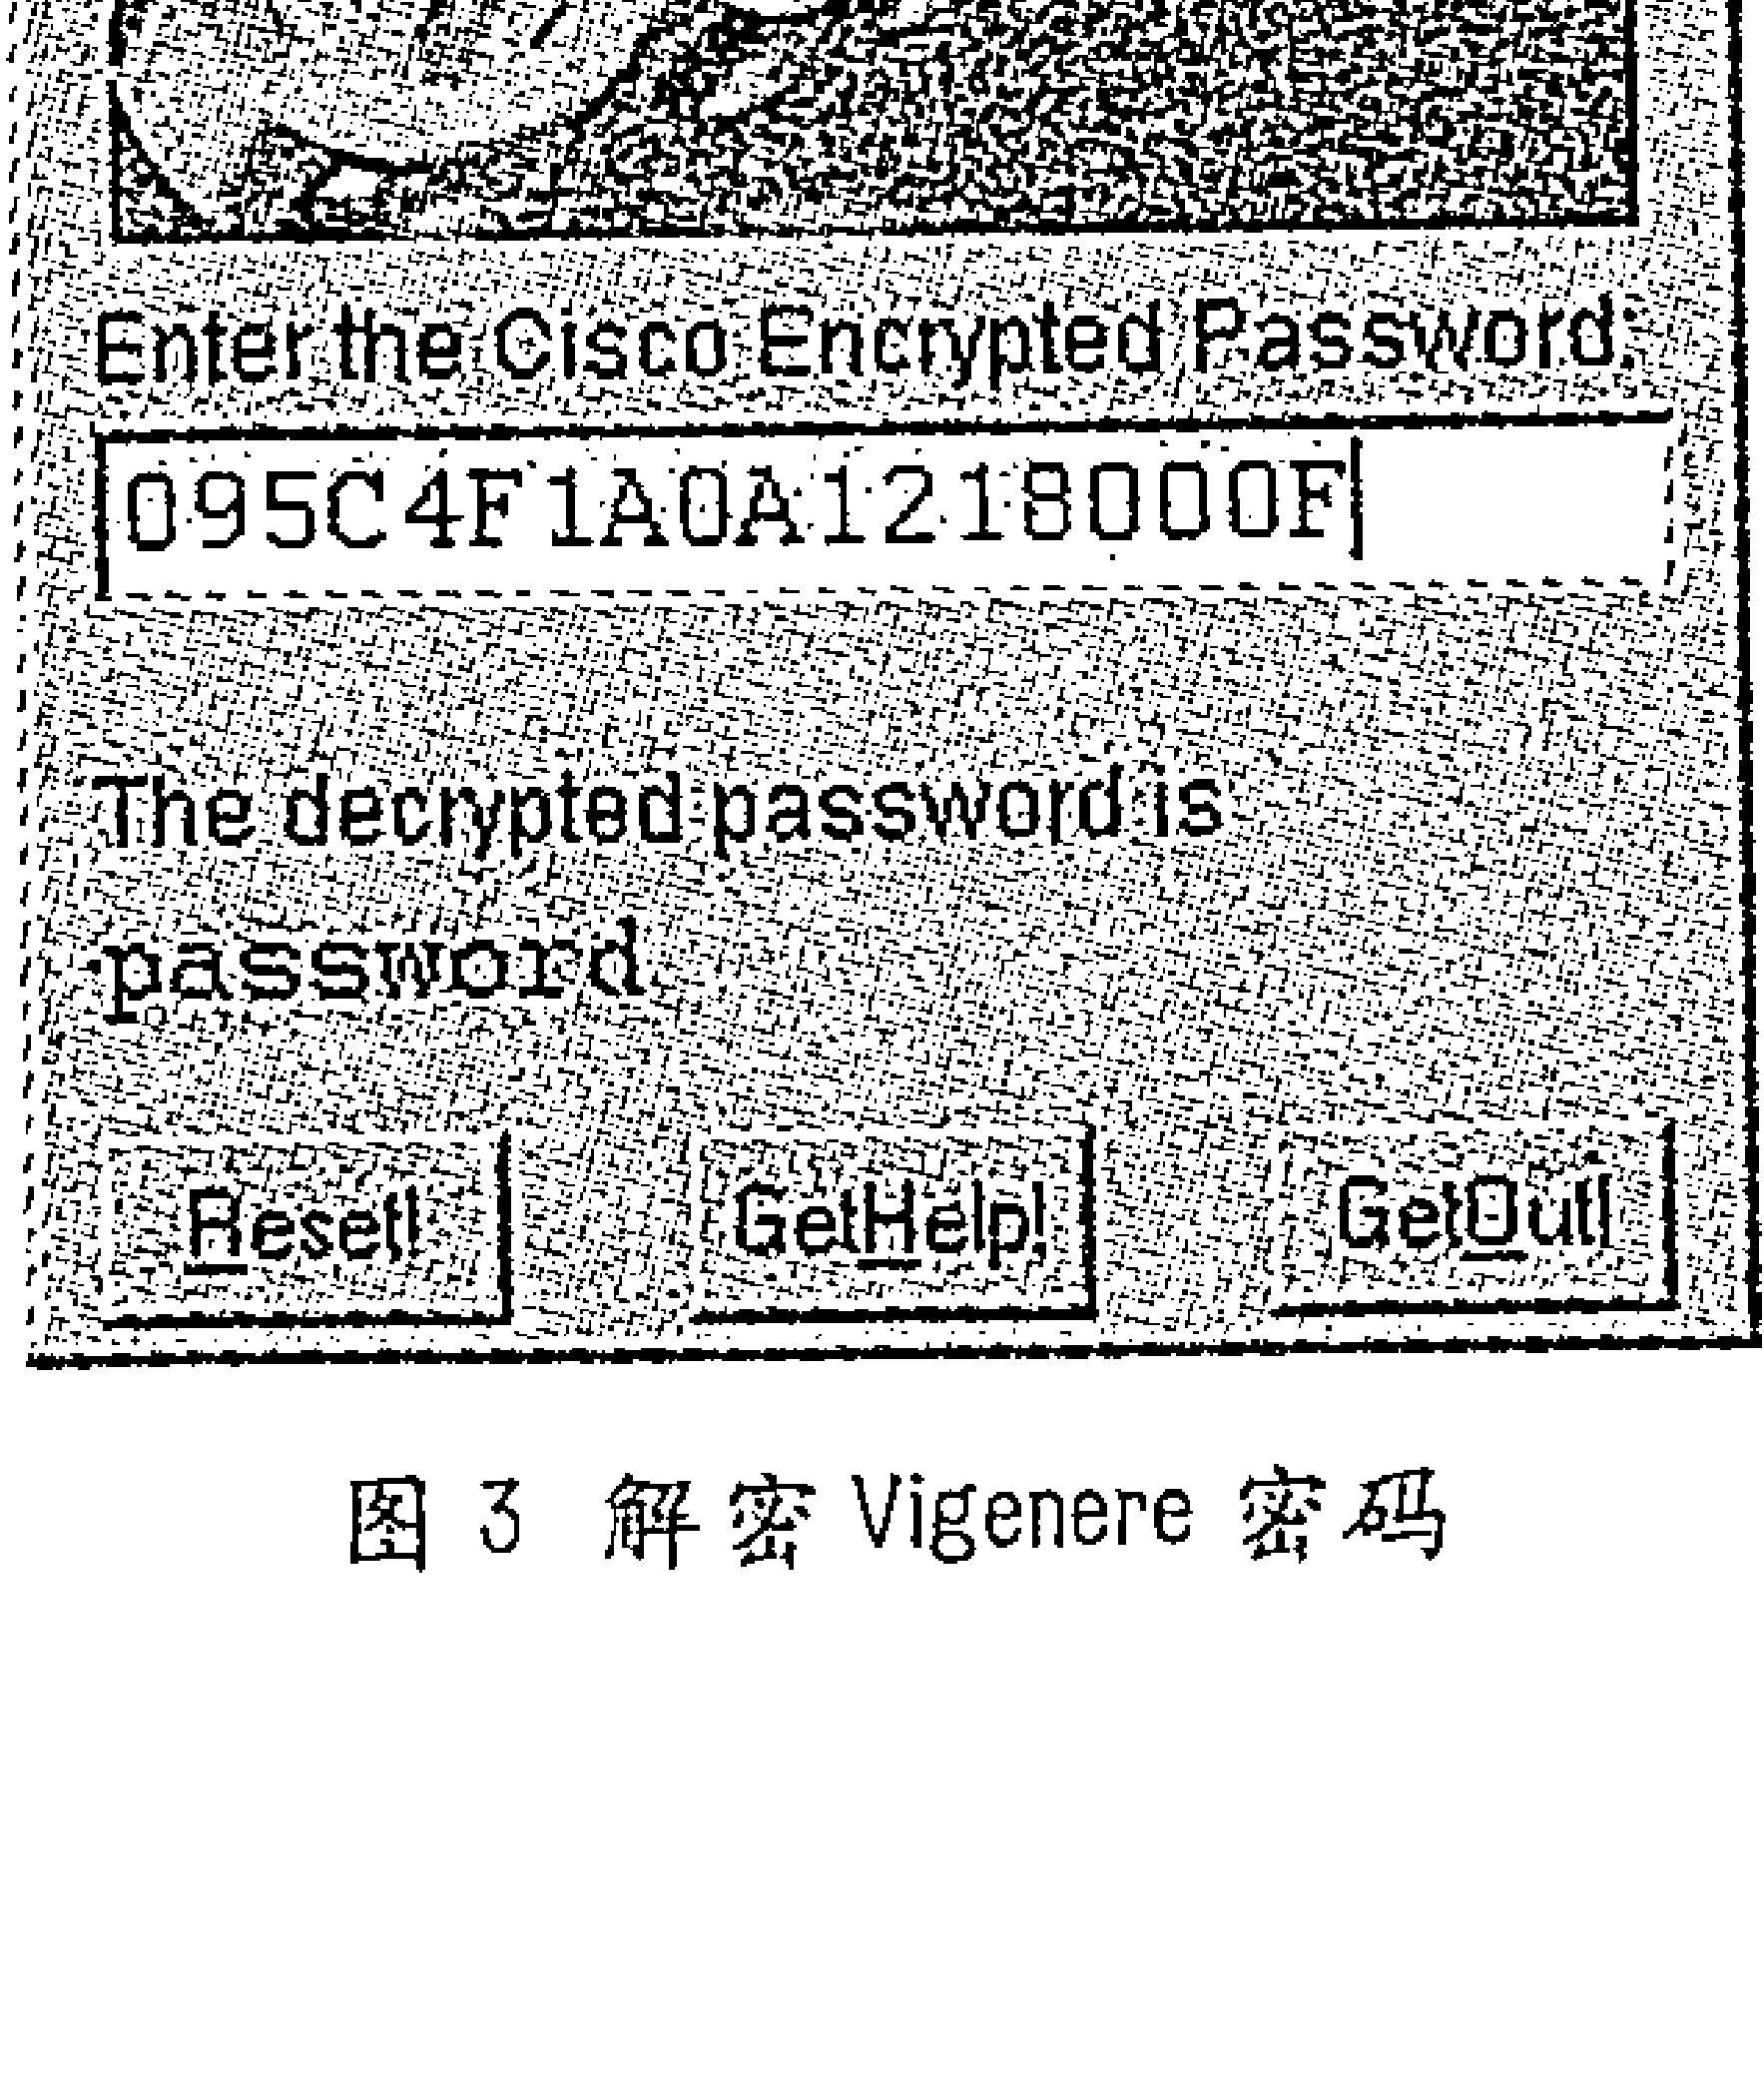 Enter the Cisco Encrypted Password:
095C4F1A0A1218000F
The decrypted password is
password
Reset! GetHelp! GetOut!
图 3 解密 Vigenere 密码